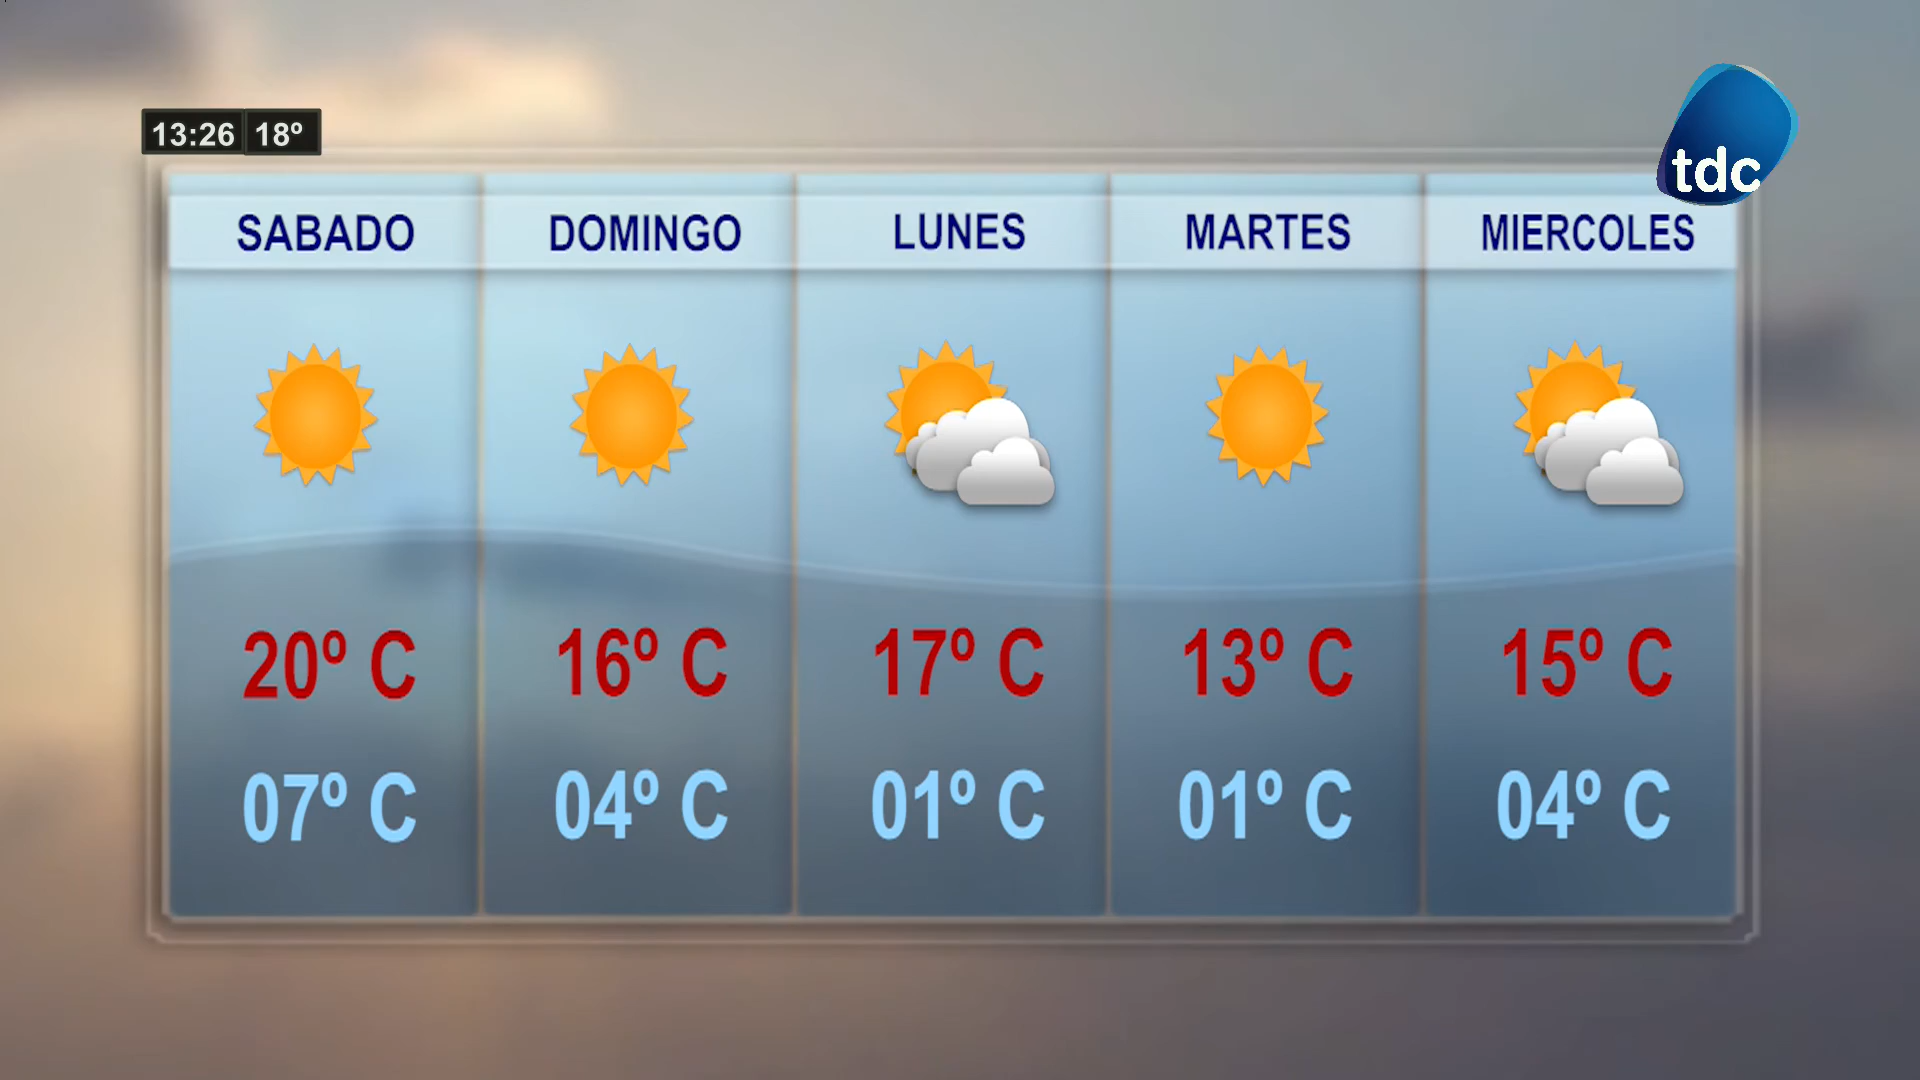 13:26 18º
tdc
SABADO DOMINGO LUNES MARTES MIERCOLES
20º C 16º C 17º C 13º C 15º C
07º C 04º C 01º C 01º C 04º C